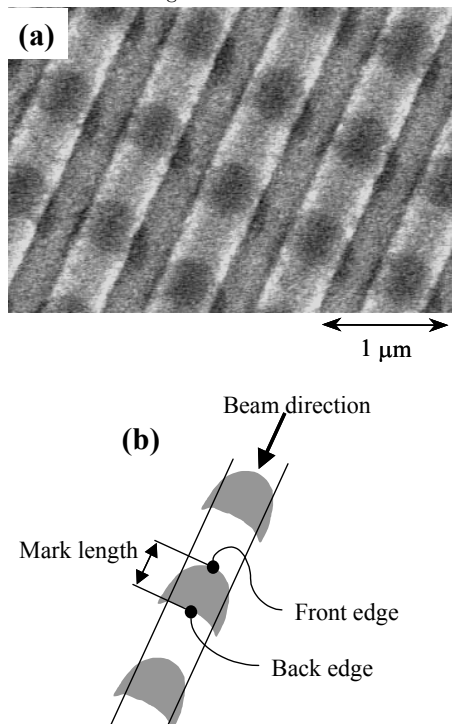 (a)
1 μm
Beam direction
(b)
Mark length
Front edge
Back edge